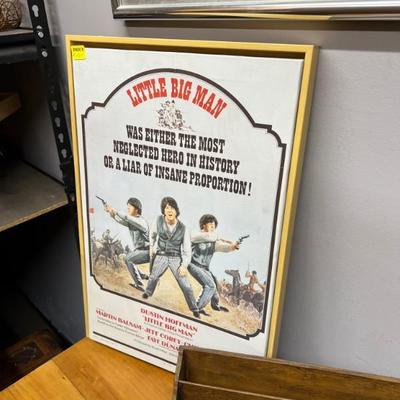 LITTLE BIG MAN
WAS EITHER THE MOST
NEGLECTED HERO IN HISTORY
OR A LIAR OF INSANE PROPORTION!
DUSTIN HOFFMAN
"LITTLE BIG MAN"
MARTIN BALSAM · JEFF COREY
FAYE